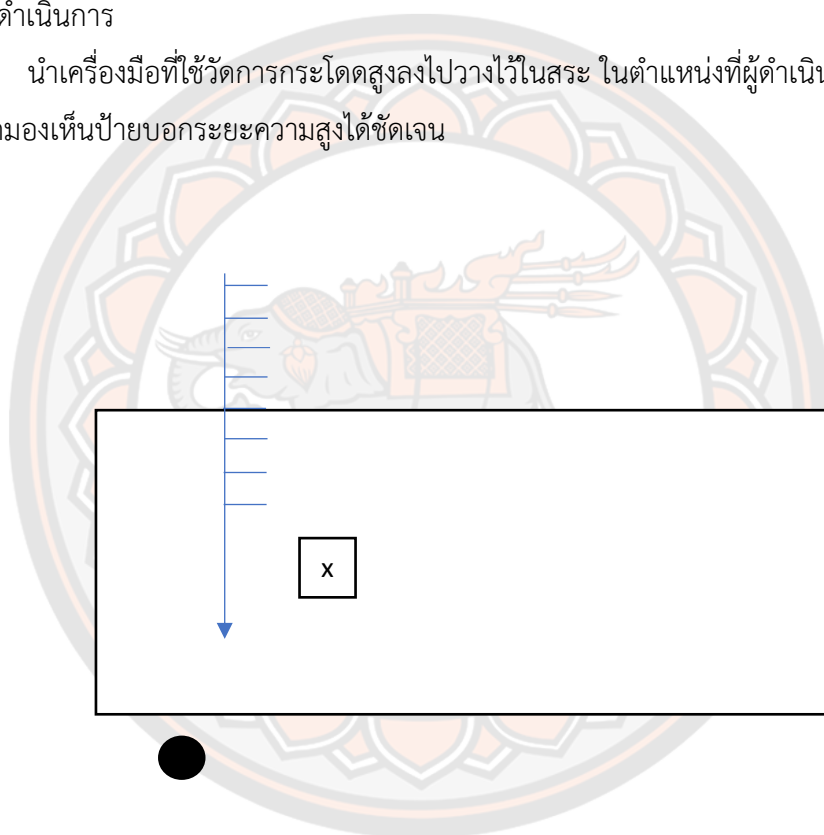 ดำเนินการ
นำเครื่องมือที่ใช้วัดการกระโดดสูงลงไปวางไว้ในสระ ในตำแหน่งที่ผู้ดำเนิน
มองเห็นป้ายบอกระยะความสูงได้ชัดเจน
x